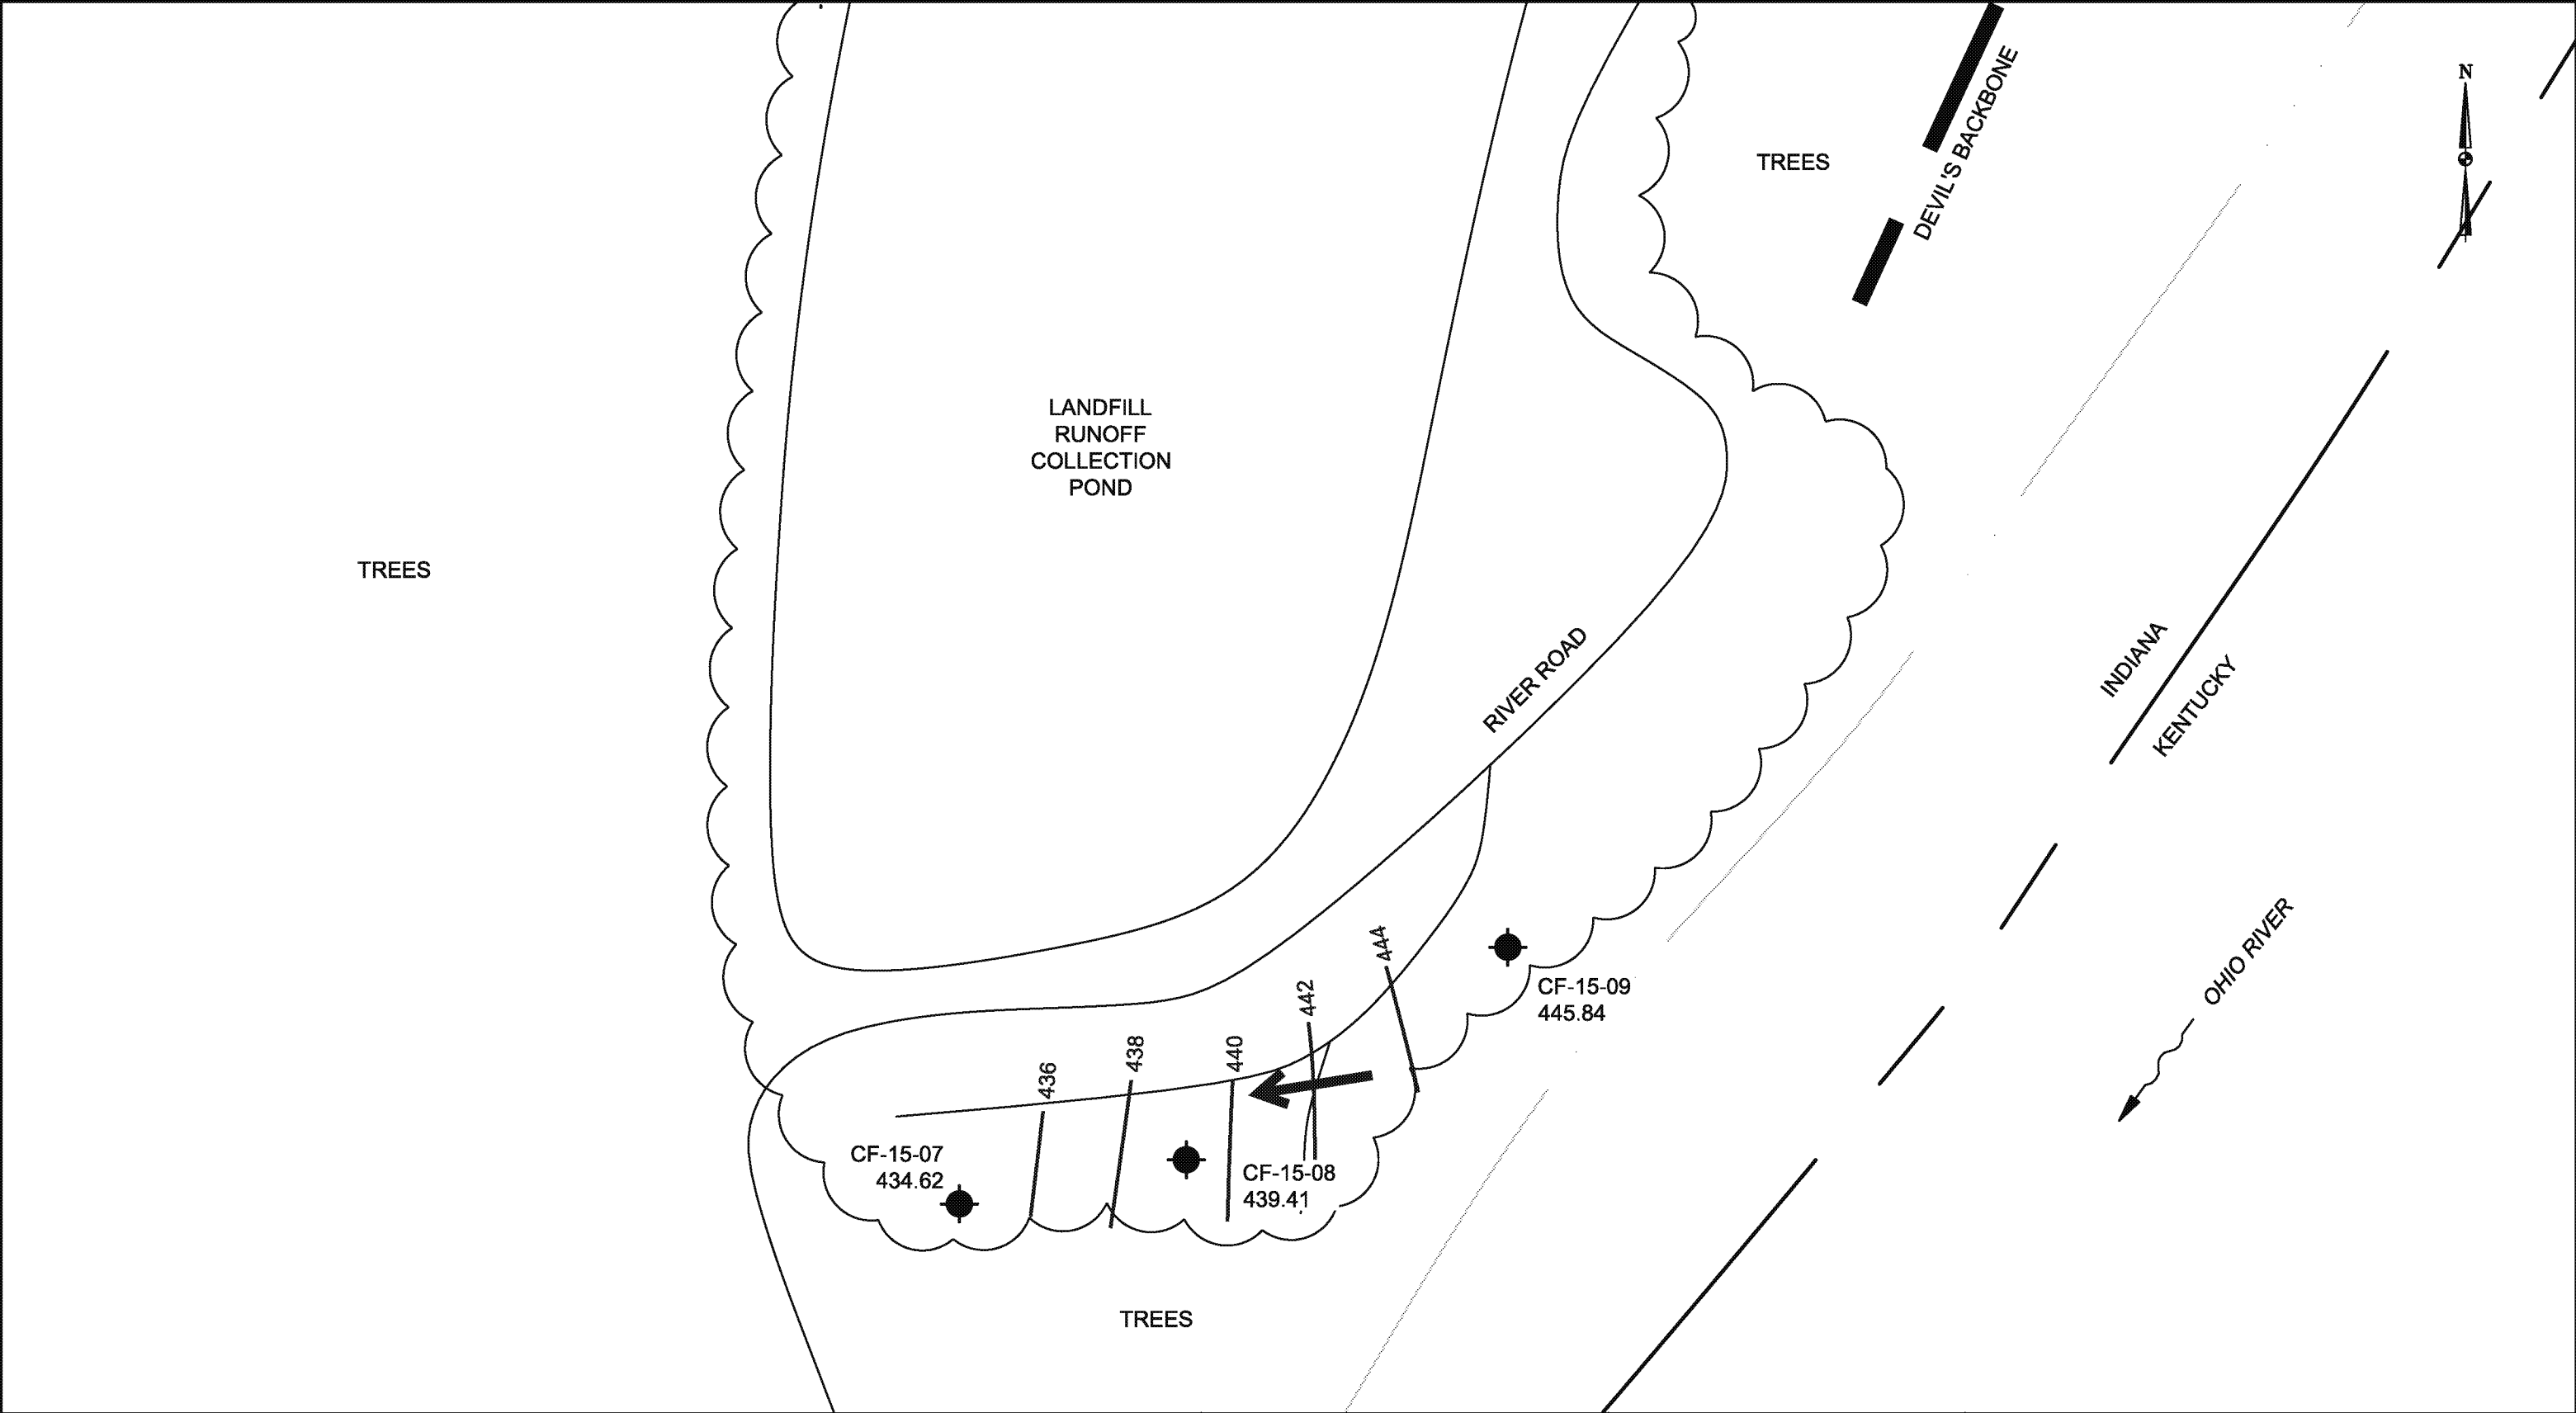 N
DEVIL'S BACKBONE
TREES
LANDFILL
RUNOFF
COLLECTION
POND
TREES
RIVER ROAD
INDIANA
KENTUCKY
OHIO RIVER
444
442
440
438
436
CF-15-09
445.84
CF-15-07
434.62
CF-15-08
439.41
TREES